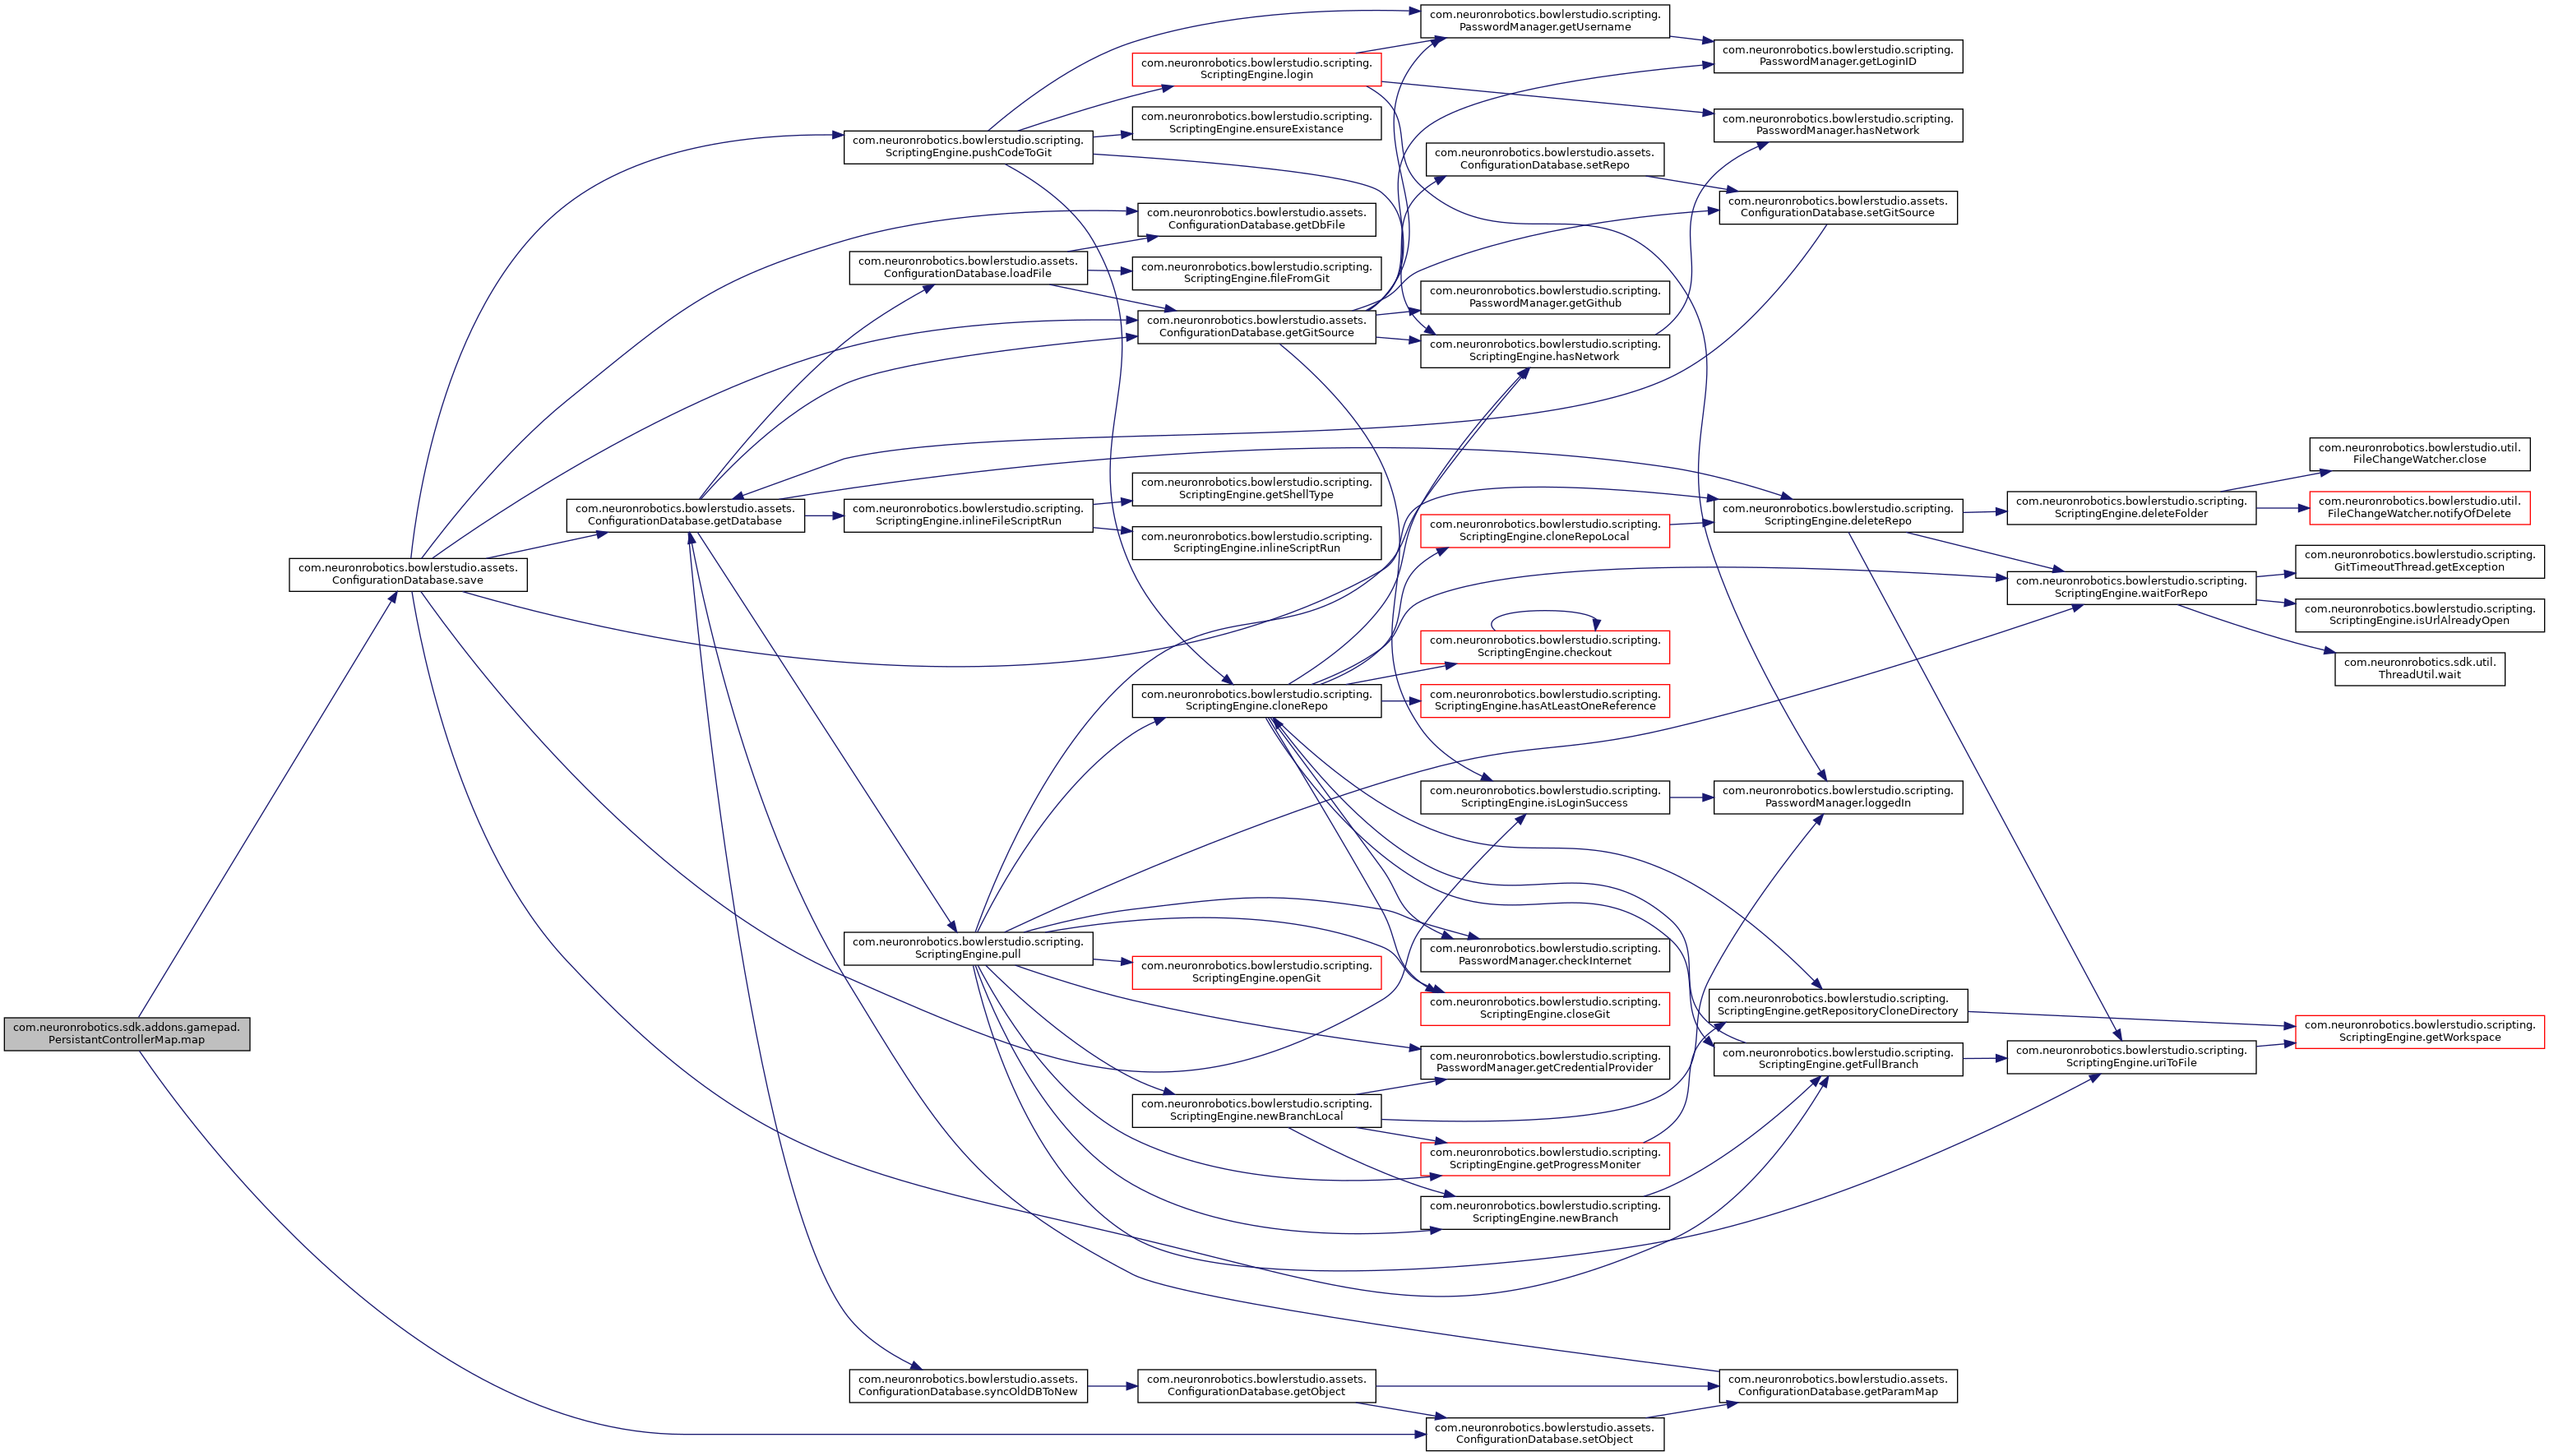 com.neuronrobotics.sdk.addons.gamepad.
PersistantControllerMap.map
com.neuronrobotics.bowlerstudio.assets.
ConfigurationDatabase.save
com.neuronrobotics.bowlerstudio.assets.
ConfigurationDatabase.getDatabase
com.neuronrobotics.bowlerstudio.scripting.
ScriptingEngine.pushCodeToGit
com.neuronrobotics.bowlerstudio.assets.
ConfigurationDatabase.loadFile
com.neuronrobotics.bowlerstudio.scripting.
ScriptingEngine.inlineFileScriptRun
com.neuronrobotics.bowlerstudio.scripting.
ScriptingEngine.pull
com.neuronrobotics.bowlerstudio.assets.
ConfigurationDatabase.syncOldDBToNew
com.neuronrobotics.bowlerstudio.scripting.
ScriptingEngine.login
com.neuronrobotics.bowlerstudio.scripting.
ScriptingEngine.ensureExistance
com.neuronrobotics.bowlerstudio.assets.
ConfigurationDatabase.getDbFile
com.neuronrobotics.bowlerstudio.scripting.
ScriptingEngine.fileFromGit
com.neuronrobotics.bowlerstudio.assets.
ConfigurationDatabase.getGitSource
com.neuronrobotics.bowlerstudio.scripting.
ScriptingEngine.getShellType
com.neuronrobotics.bowlerstudio.scripting.
ScriptingEngine.inlineScriptRun
com.neuronrobotics.bowlerstudio.scripting.
ScriptingEngine.cloneRepo
com.neuronrobotics.bowlerstudio.scripting.
ScriptingEngine.openGit
com.neuronrobotics.bowlerstudio.scripting.
ScriptingEngine.newBranchLocal
com.neuronrobotics.bowlerstudio.assets.
ConfigurationDatabase.getObject
com.neuronrobotics.bowlerstudio.scripting.
PasswordManager.getUsername
com.neuronrobotics.bowlerstudio.assets.
ConfigurationDatabase.setRepo
com.neuronrobotics.bowlerstudio.scripting.
PasswordManager.getGithub
com.neuronrobotics.bowlerstudio.scripting.
ScriptingEngine.hasNetwork
com.neuronrobotics.bowlerstudio.scripting.
ScriptingEngine.cloneRepoLocal
com.neuronrobotics.bowlerstudio.scripting.
ScriptingEngine.checkout
com.neuronrobotics.bowlerstudio.scripting.
ScriptingEngine.hasAtLeastOneReference
com.neuronrobotics.bowlerstudio.scripting.
ScriptingEngine.isLoginSuccess
com.neuronrobotics.bowlerstudio.scripting.
PasswordManager.checkInternet
com.neuronrobotics.bowlerstudio.scripting.
ScriptingEngine.closeGit
com.neuronrobotics.bowlerstudio.scripting.
PasswordManager.getCredentialProvider
com.neuronrobotics.bowlerstudio.scripting.
ScriptingEngine.getProgressMoniter
com.neuronrobotics.bowlerstudio.scripting.
ScriptingEngine.newBranch
com.neuronrobotics.bowlerstudio.assets.
ConfigurationDatabase.setObject
com.neuronrobotics.bowlerstudio.scripting.
PasswordManager.getLoginID
com.neuronrobotics.bowlerstudio.scripting.
PasswordManager.hasNetwork
com.neuronrobotics.bowlerstudio.assets.
ConfigurationDatabase.setGitSource
com.neuronrobotics.bowlerstudio.scripting.
ScriptingEngine.deleteRepo
com.neuronrobotics.bowlerstudio.scripting.
PasswordManager.loggedIn
com.neuronrobotics.bowlerstudio.scripting.
ScriptingEngine.getRepositoryCloneDirectory
com.neuronrobotics.bowlerstudio.scripting.
ScriptingEngine.getFullBranch
com.neuronrobotics.bowlerstudio.assets.
ConfigurationDatabase.getParamMap
com.neuronrobotics.bowlerstudio.scripting.
ScriptingEngine.deleteFolder
com.neuronrobotics.bowlerstudio.scripting.
ScriptingEngine.waitForRepo
com.neuronrobotics.bowlerstudio.scripting.
ScriptingEngine.uriToFile
com.neuronrobotics.bowlerstudio.util.
FileChangeWatcher.close
com.neuronrobotics.bowlerstudio.util.
FileChangeWatcher.notifyOfDelete
com.neuronrobotics.bowlerstudio.scripting.
GitTimeoutThread.getException
com.neuronrobotics.bowlerstudio.scripting.
ScriptingEngine.isUrlAlreadyOpen
com.neuronrobotics.sdk.util.
ThreadUtil.wait
com.neuronrobotics.bowlerstudio.scripting.
ScriptingEngine.getWorkspace